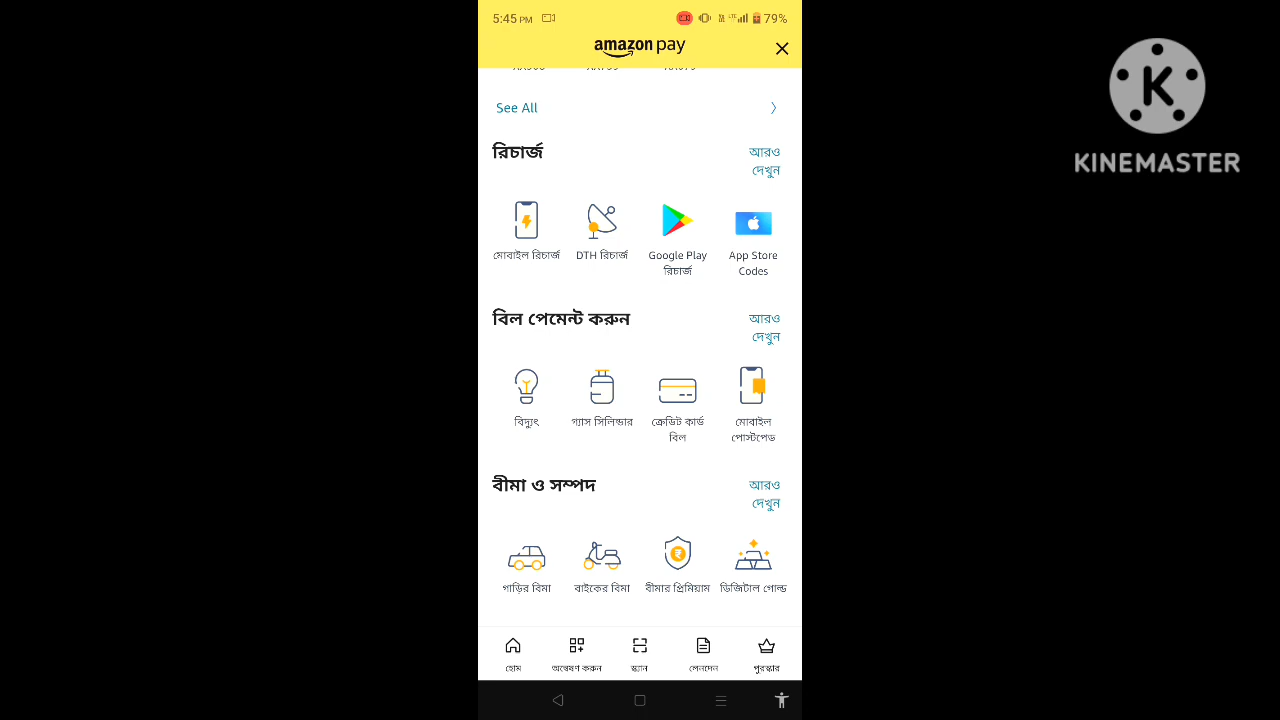 5:45 PM
79%
amazon pay
See All
রিচার্জ
আরও
দেখুন
মোবাইল রিচার্জ
DTH রিচার্জ
Google Play
রিচার্জ
App Store
Codes
বিল পেমেন্ট করুন
আরও
দেখুন
বিদ্যুৎ
গ্যাস সিলিন্ডার
ক্রেডিট কার্ড
বিল
মোবাইল
পোস্টপেড
বীমা ও সম্পদ
আরও
দেখুন
গাড়ির বিমা
বাইকের বিমা
বীমার প্রিমিয়াম
ডিজিটাল গোল্ড
হোম
অন্বেষণ করুন
স্ক্যান
লেনদেন
পুরস্কার
K
KINEMASTER